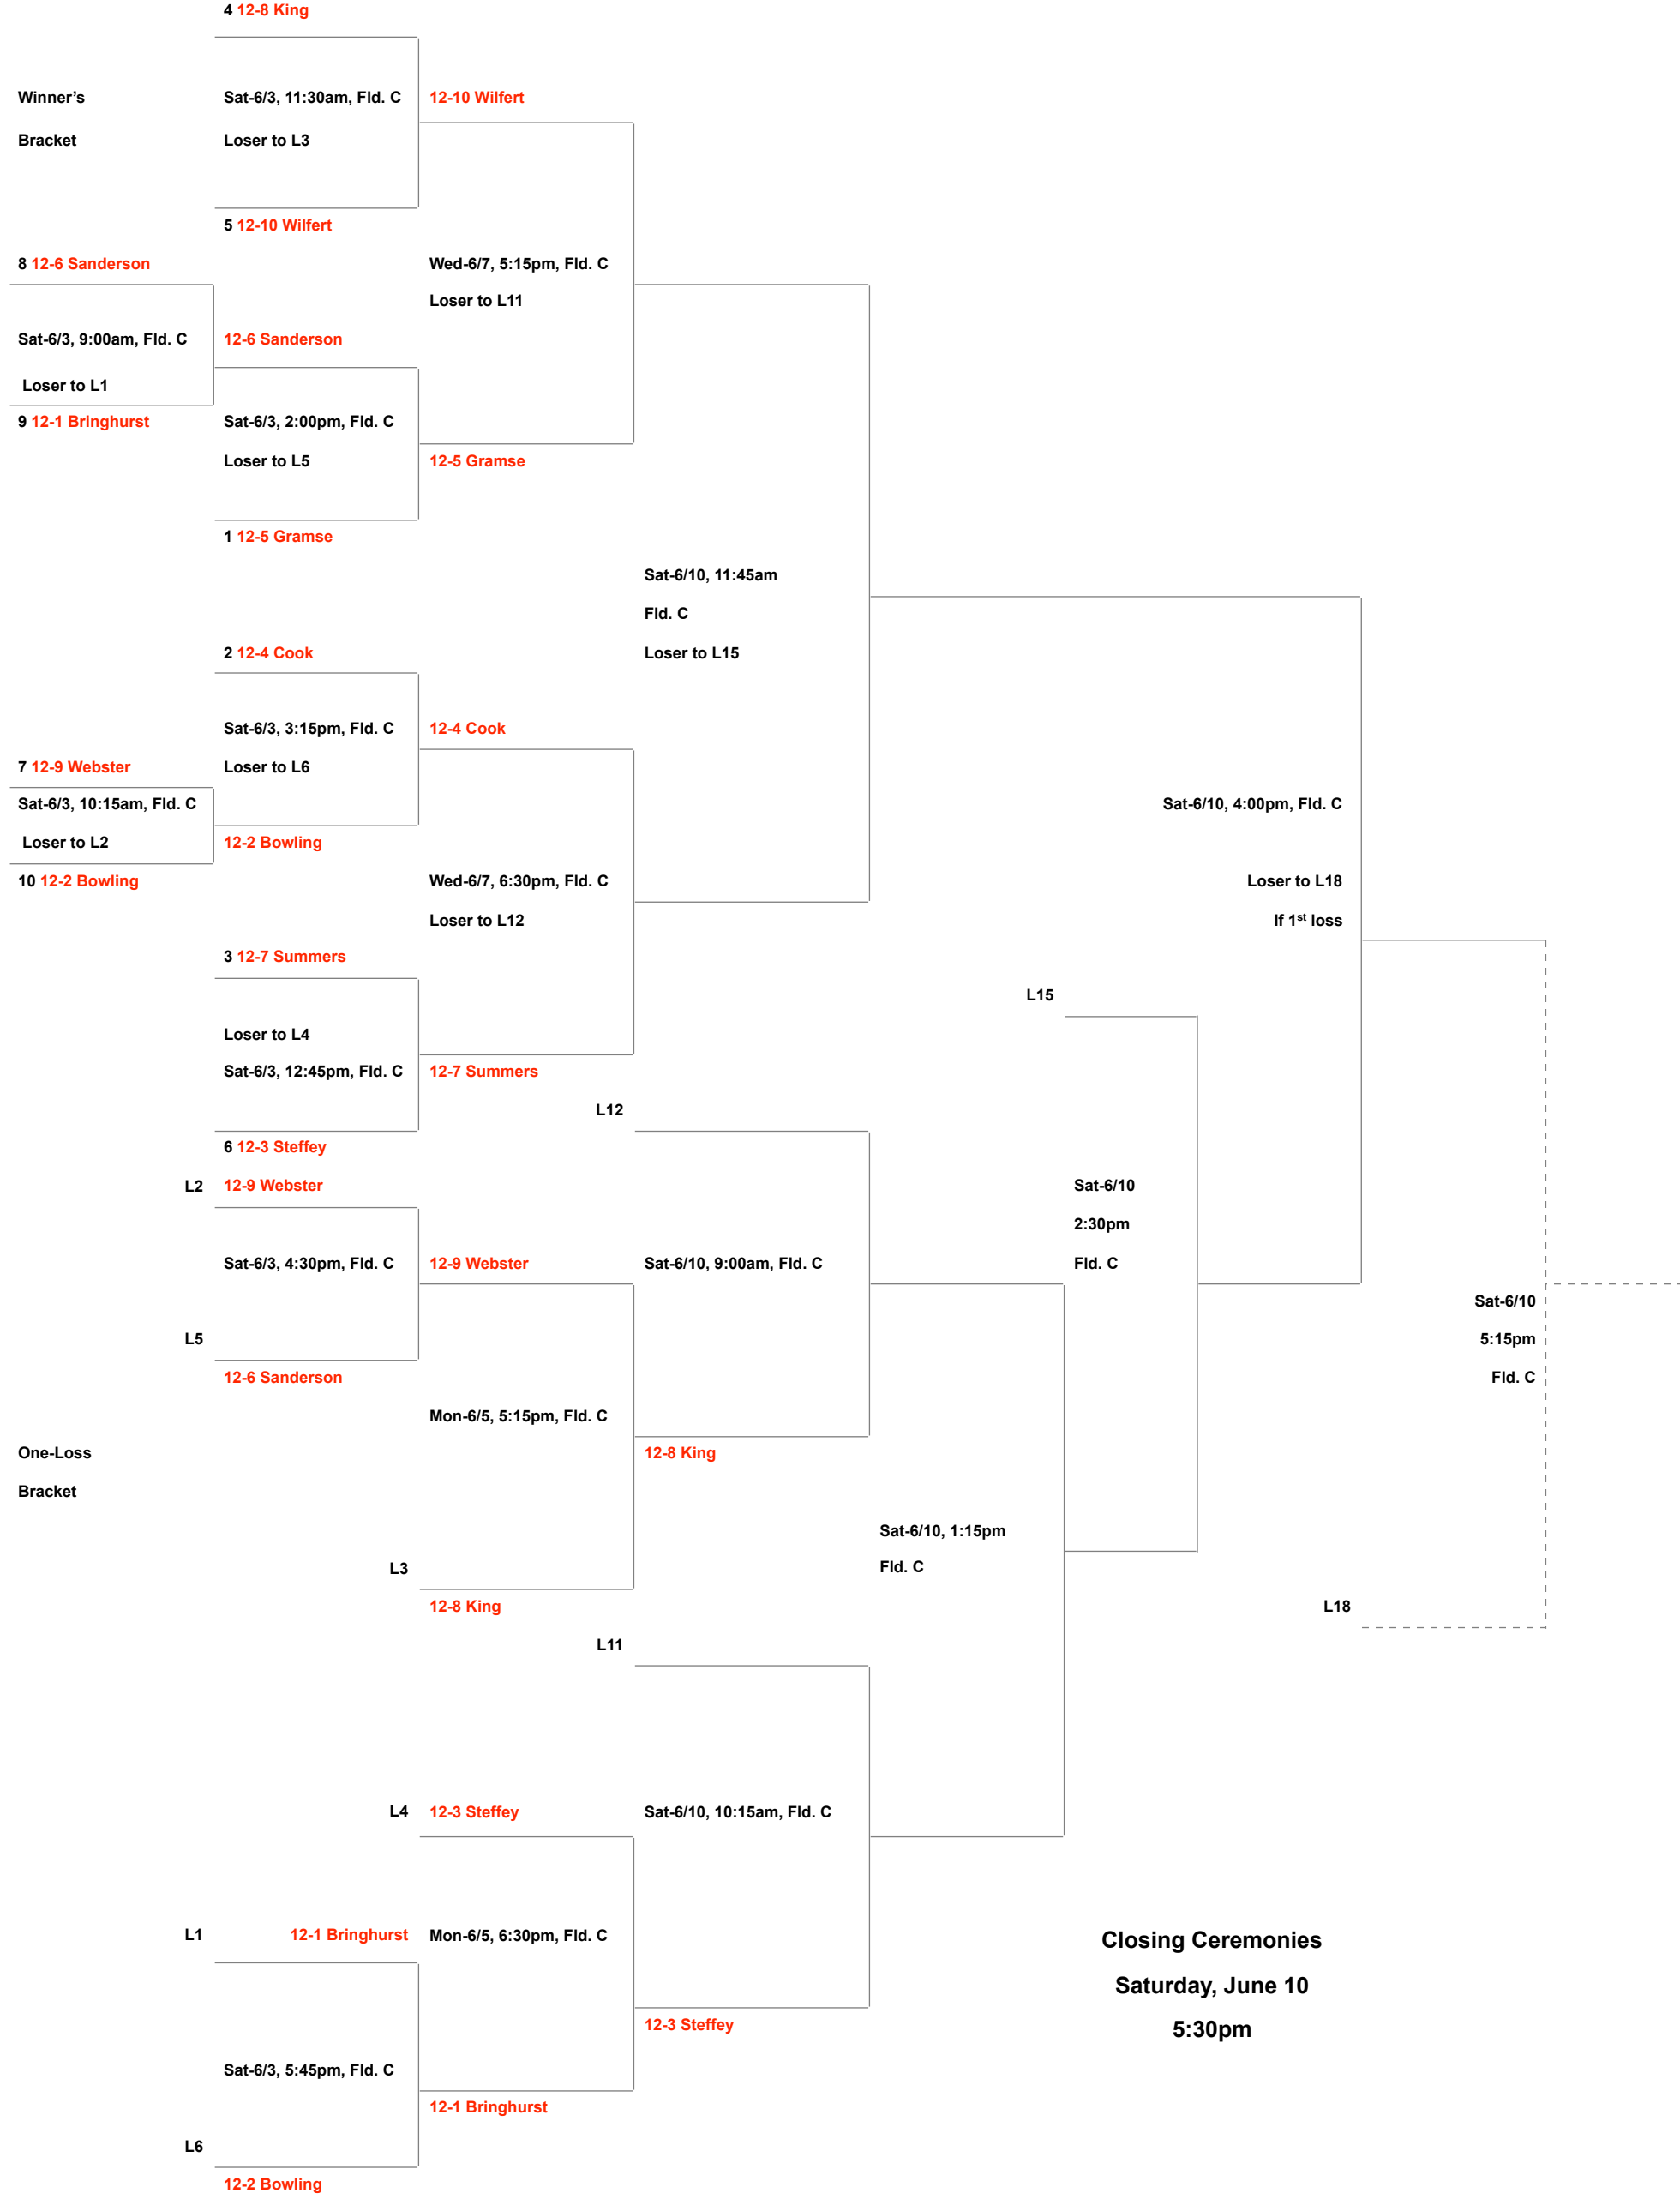 4 12-8 King
Winner’s Sat-6/3, 11:30am, Fld. C 12-10 Wilfert
Bracket Loser to L3
5 12-10 Wilfert
8 12-6 Sanderson Wed-6/7, 5:15pm, Fld. C
Loser to L11
Sat-6/3, 9:00am, Fld. C 12-6 Sanderson
Loser to L1
9 12-1 Bringhurst Sat-6/3, 2:00pm, Fld. C
Loser to L5 12-5 Gramse
1 12-5 Gramse
Sat-6/10, 11:45am
Fld. C
2 12-4 Cook Loser to L15
Sat-6/3, 3:15pm, Fld. C 12-4 Cook
7 12-9 Webster Loser to L6
Sat-6/3, 10:15am, Fld. C Sat-6/10, 4:00pm, Fld. C
Loser to L2 12-2 Bowling
10 12-2 Bowling Wed-6/7, 6:30pm, Fld. C Loser to L18
Loser to L12 If 1st loss
3 12-7 Summers
L15
Loser to L4
Sat-6/3, 12:45pm, Fld. C 12-7 Summers
L12
6 12-3 Steffey
L2 12-9 Webster Sat-6/10
2:30pm
Sat-6/3, 4:30pm, Fld. C 12-9 Webster Sat-6/10, 9:00am, Fld. C Fld. C
Sat-6/10
L5 5:15pm
12-6 Sanderson Fld. C
Mon-6/5, 5:15pm, Fld. C
One-Loss 12-8 King
Bracket
Sat-6/10, 1:15pm
L3 Fld. C
12-8 King L18
L11
L4 12-3 Steffey Sat-6/10, 10:15am, Fld. C
L1 12-1 Bringhurst Mon-6/5, 6:30pm, Fld. C Closing Ceremonies
Saturday, June 10
12-3 Steffey 5:30pm
Sat-6/3, 5:45pm, Fld. C
12-1 Bringhurst
L6
12-2 Bowling